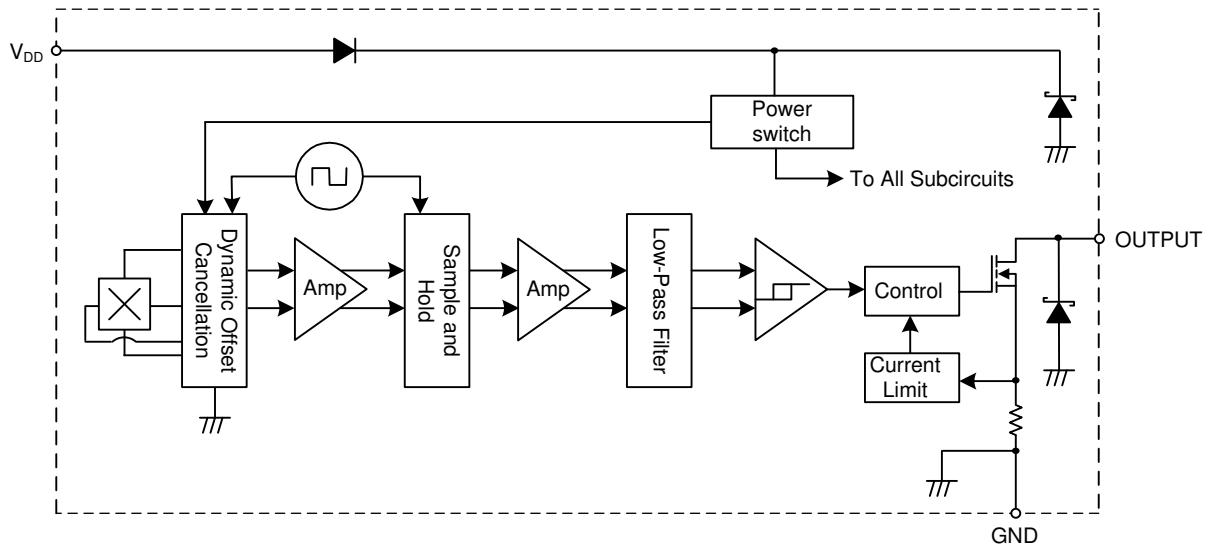 V_DD
Power
switch
To All Subcircuits
Dynamic Offset
Cancellation
Amp
Sample and
Hold
Amp
Low-Pass Filter
Control
Current
Limit
OUTPUT
GND